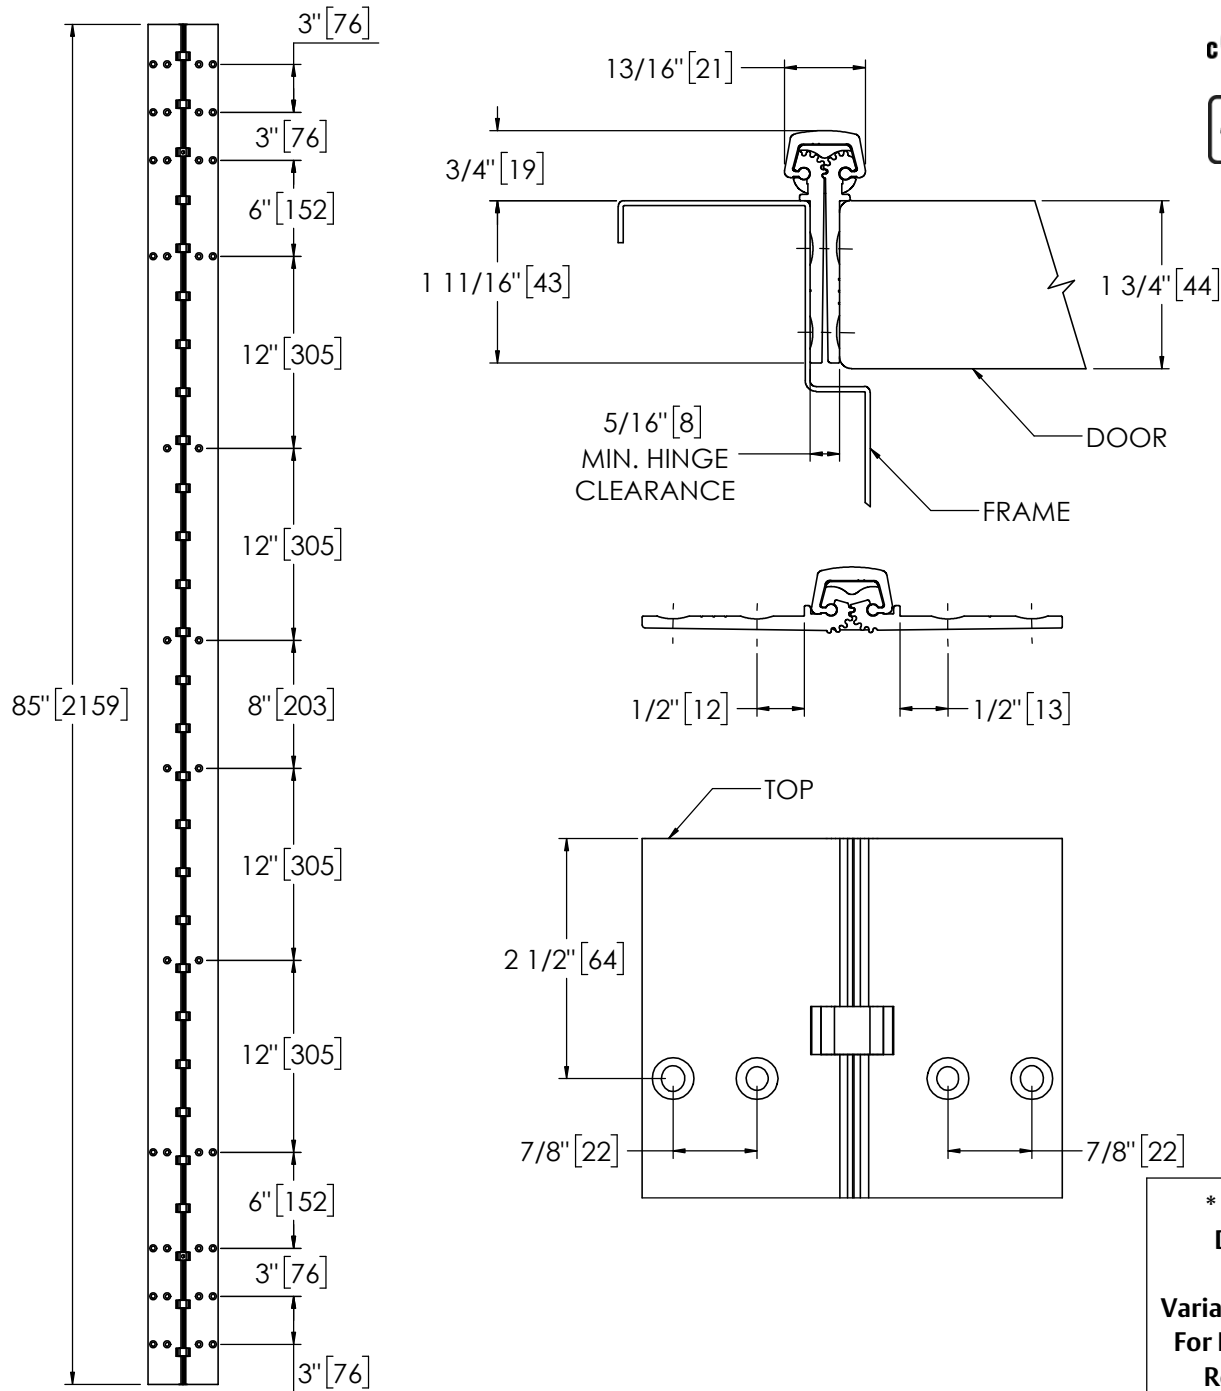 3" [76]
3" [76]
6" [152]
12" [305]
12" [305]
85" [2159]
8" [203]
12" [305]
12" [305]
6" [152]
3" [76]
3" [76]
13/16" [21]
3/4" [19]
1 11/16" [43]
1 3/4" [44]
5/16" [8]
MIN. HINGE
CLEARANCE
DOOR
FRAME
1/2" [12]
1/2" [13]
TOP
2 1/2" [64]
7/8" [22]
7/8" [22]
*
For